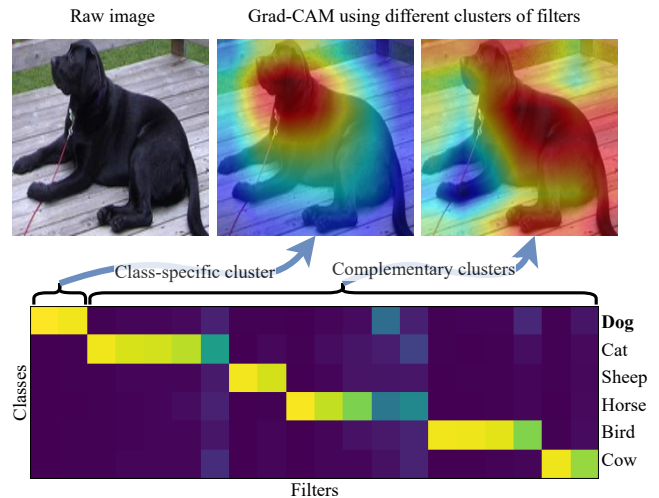 Raw image
Grad-CAM using different clusters of filters
Class-specific cluster
Complementary clusters
Classes
Dog
Cat
Sheep
Horse
Bird
Cow
Filters